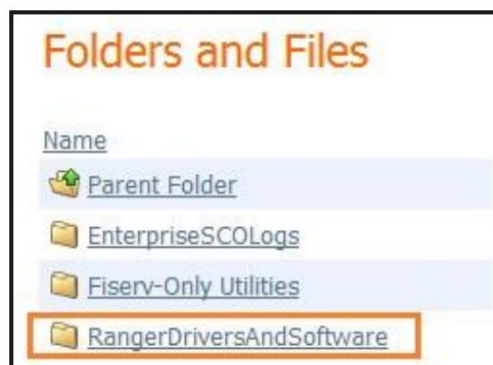 Folders and Files
Name
Parent Folder
EnterpriseSCOLogs
Fiserv-Only Utilities
RangerDriversAndSoftware